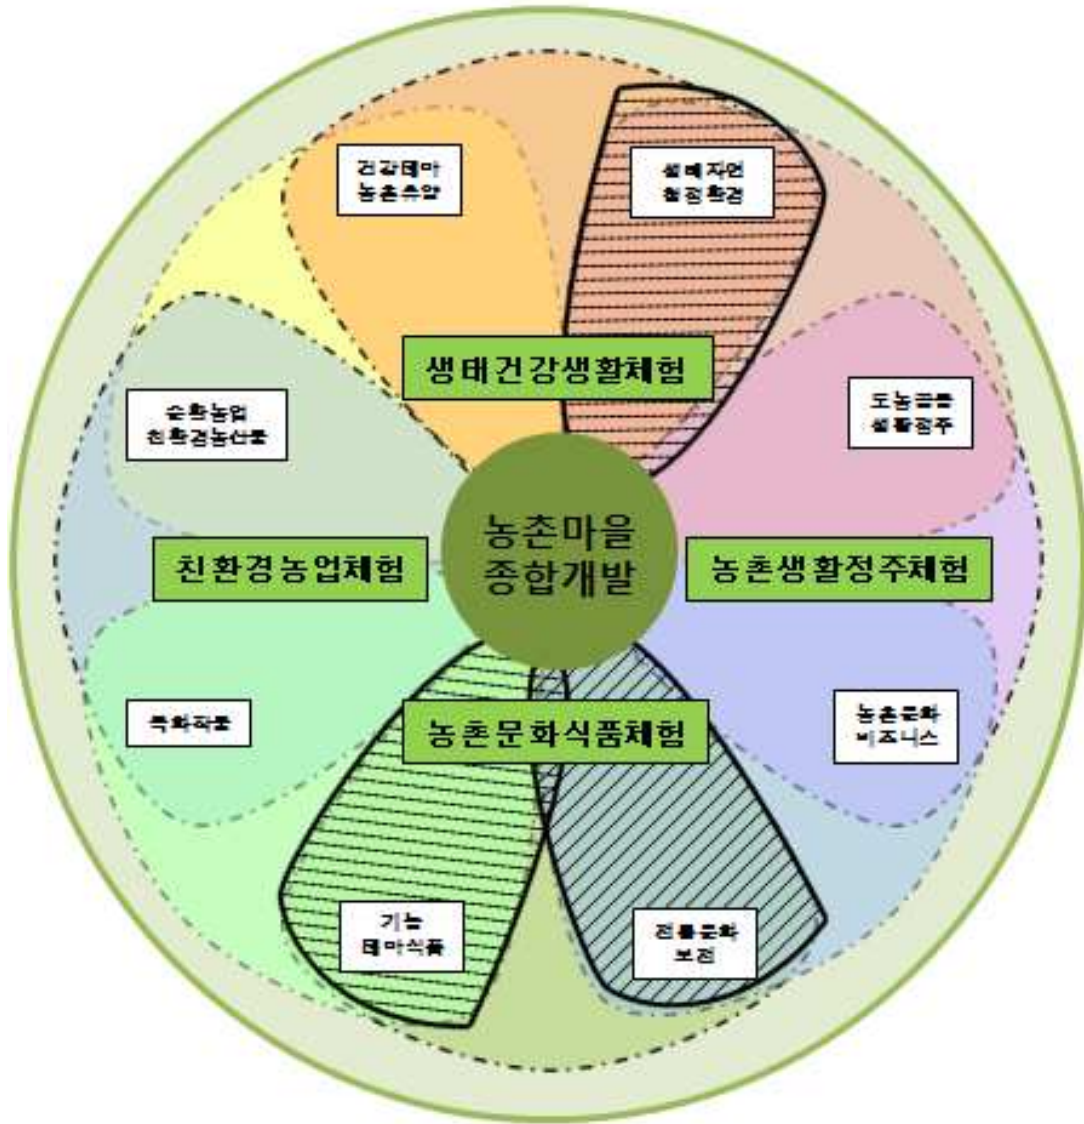 건강테마
농촌휴양
생태자연
청정환경
생태건강생활체험
순환농업
친환경농산물
도농공동
생활정주
농촌마을
종합개발
친환경농업체험
농촌생활정주체험
특화작물
농촌문화식품체험
농촌문화
비즈니스
기능
테마식품
전통문화
보전